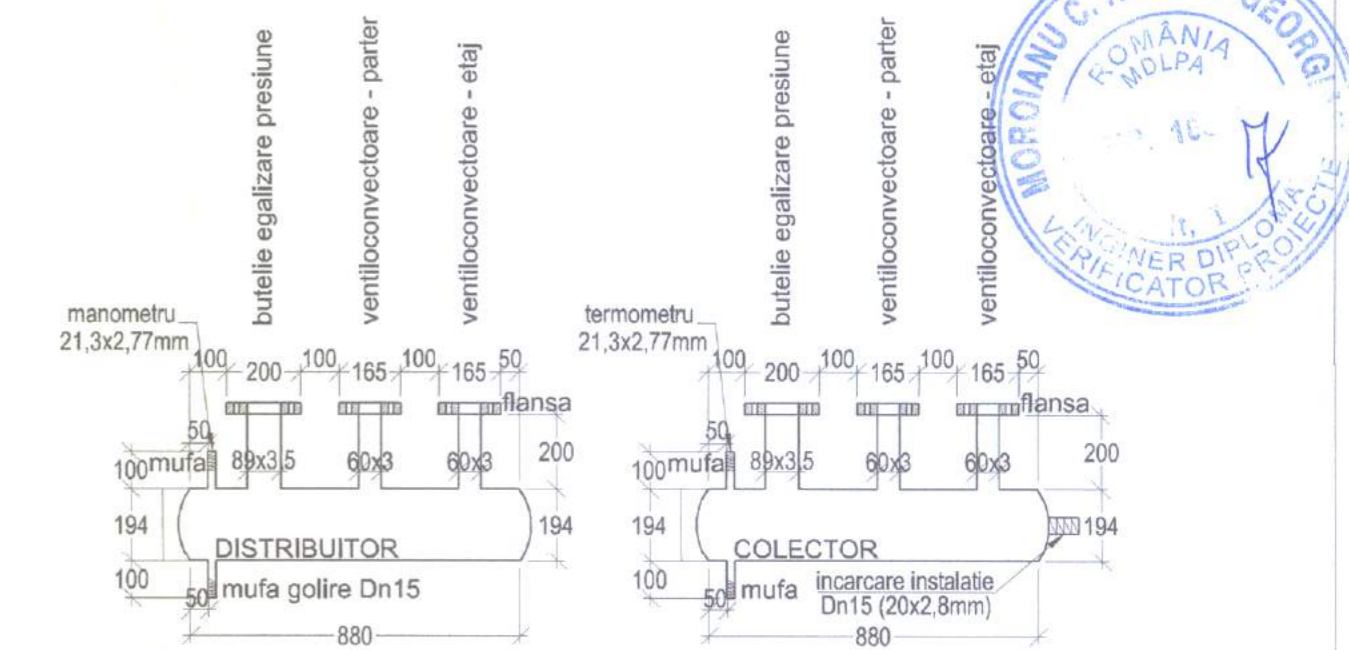 butelie egalizare presiune
ventiloconvectoare - parter
ventiloconvectoare - etaj
manometru
21,3x2,77mm
100
200
100
165
100
165
50
flansa
50
100
mufa
89x3,5
60x3
60x3
200
194
194
DISTRIBUITOR
100
50
mufa golire Dn15
880
butelie egalizare presiune
ventiloconvectoare - parter
ventiloconvectoare - etaj
termometru
21,3x2,77mm
100
200
100
165
100
165
50
flansa
50
100
mufa
89x3,5
60x3
60x3
200
194
194
COLECTOR
100
50
mufa
incarcare instalatie
Dn15 (20x2,8mm)
880
MOROIANU C.
ROMÂNIA
MDLPA
INGINER DIPLOMA
VERIFICATOR PROIECTE